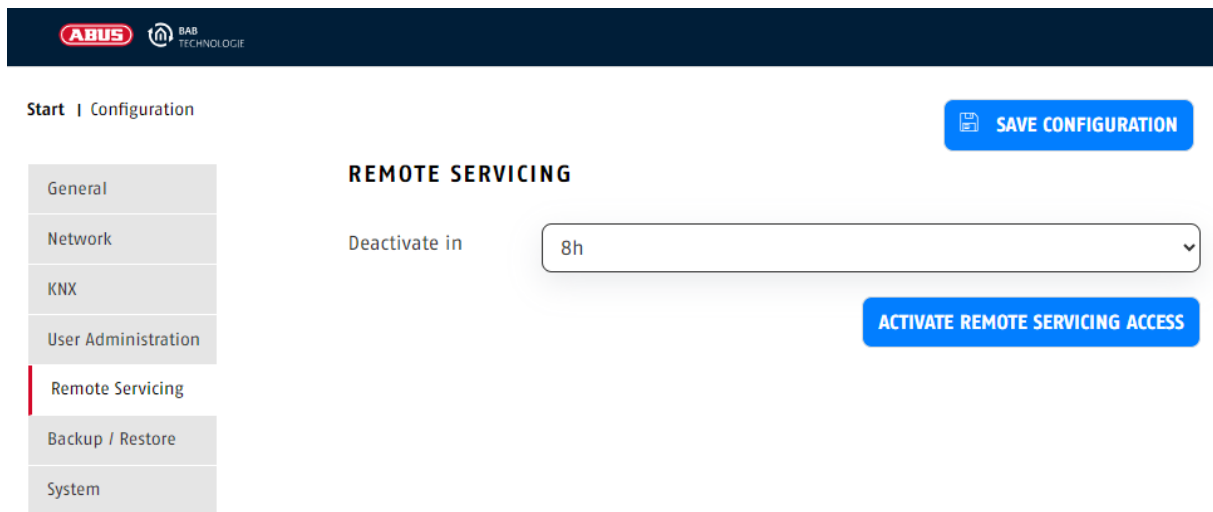 ABUS BAB
TECHNOLOGIE
Start | Configuration
SAVE CONFIGURATION
General
Network
KNX
User Administration
Remote Servicing
Backup / Restore
System
REMOTE SERVICING
Deactivate in 8h
ACTIVATE REMOTE SERVICING ACCESS